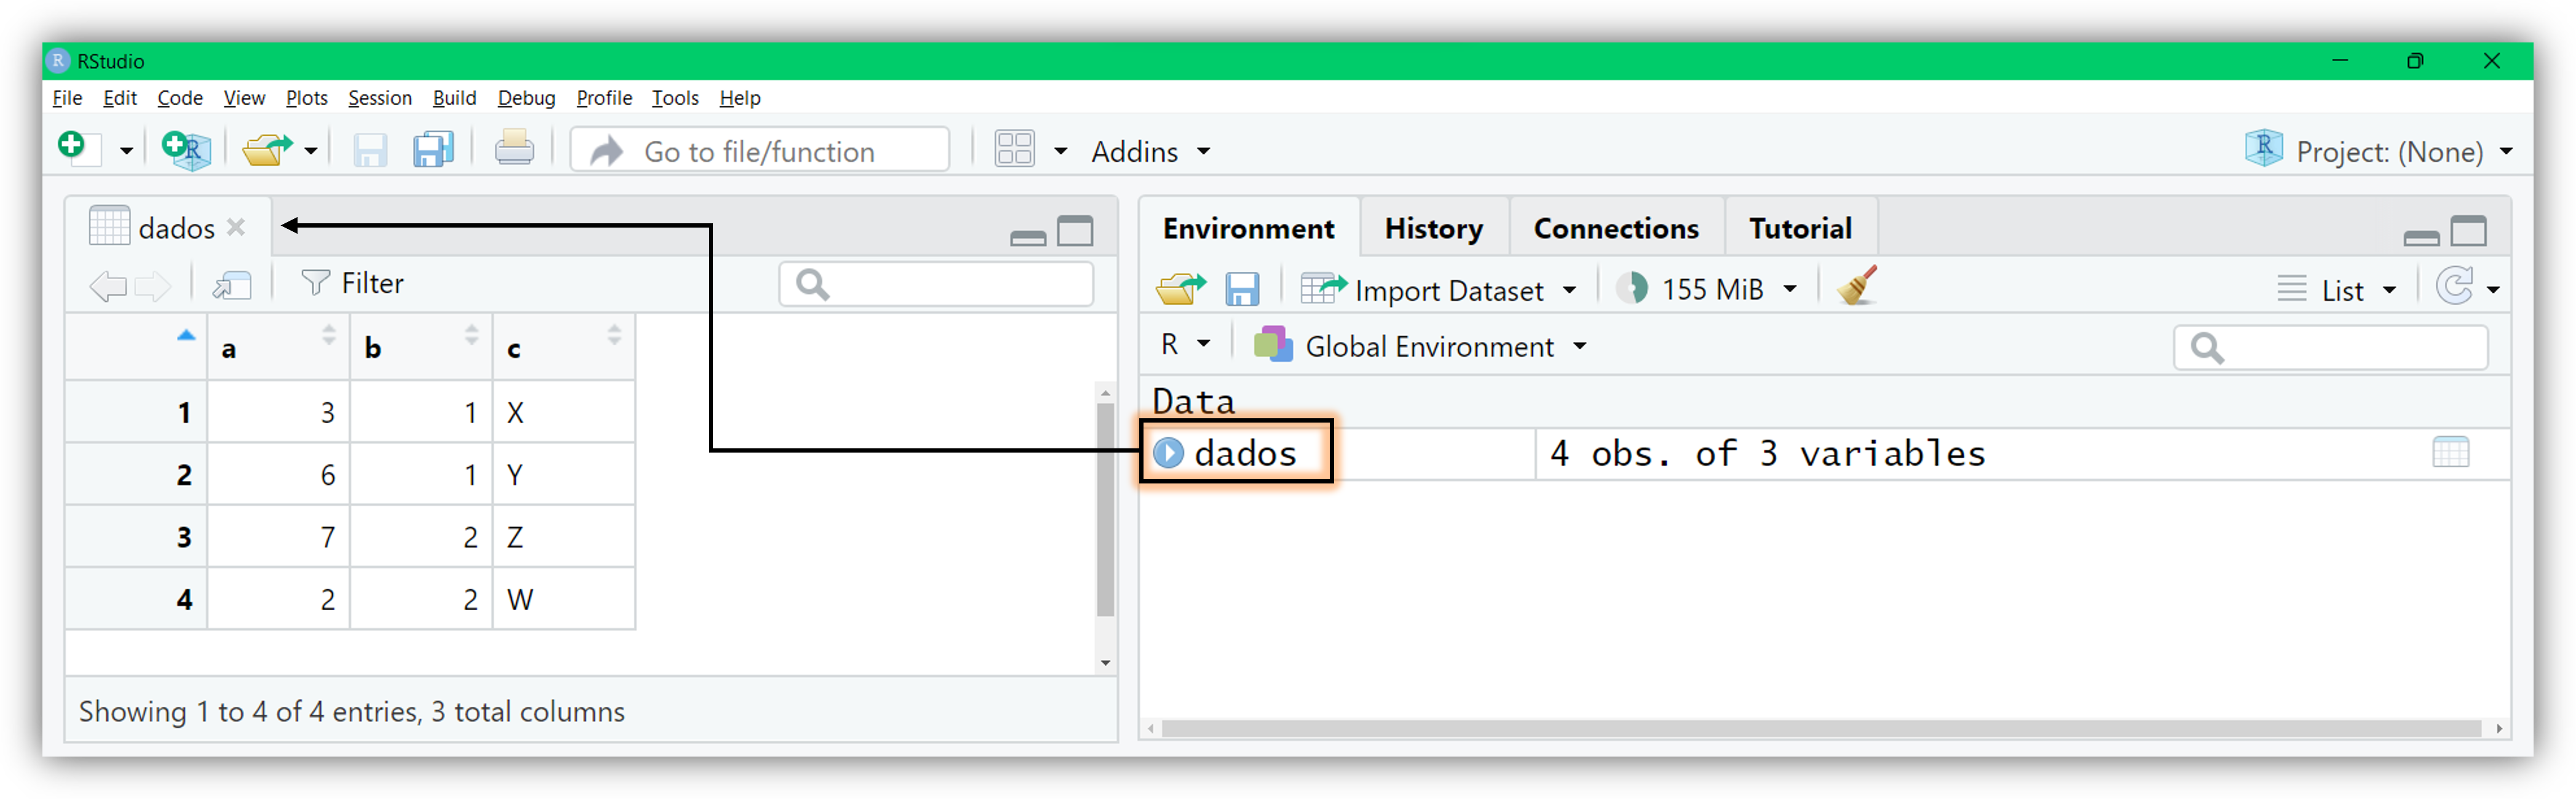 R RStudio
File Edit Code View Plots Session Build Debug Profile Tools Help
R Go to file/function Addins R Project: (None)
dados
Filter
a b c
1 3 1 X
2 6 1 Y
3 7 2 Z
4 2 2 W
Showing 1 to 4 of 4 entries, 3 total columns
Environment History Connections Tutorial
Import Dataset 155 MiB List
R Global Environment
Data
dados 4 obs. of 3 variables